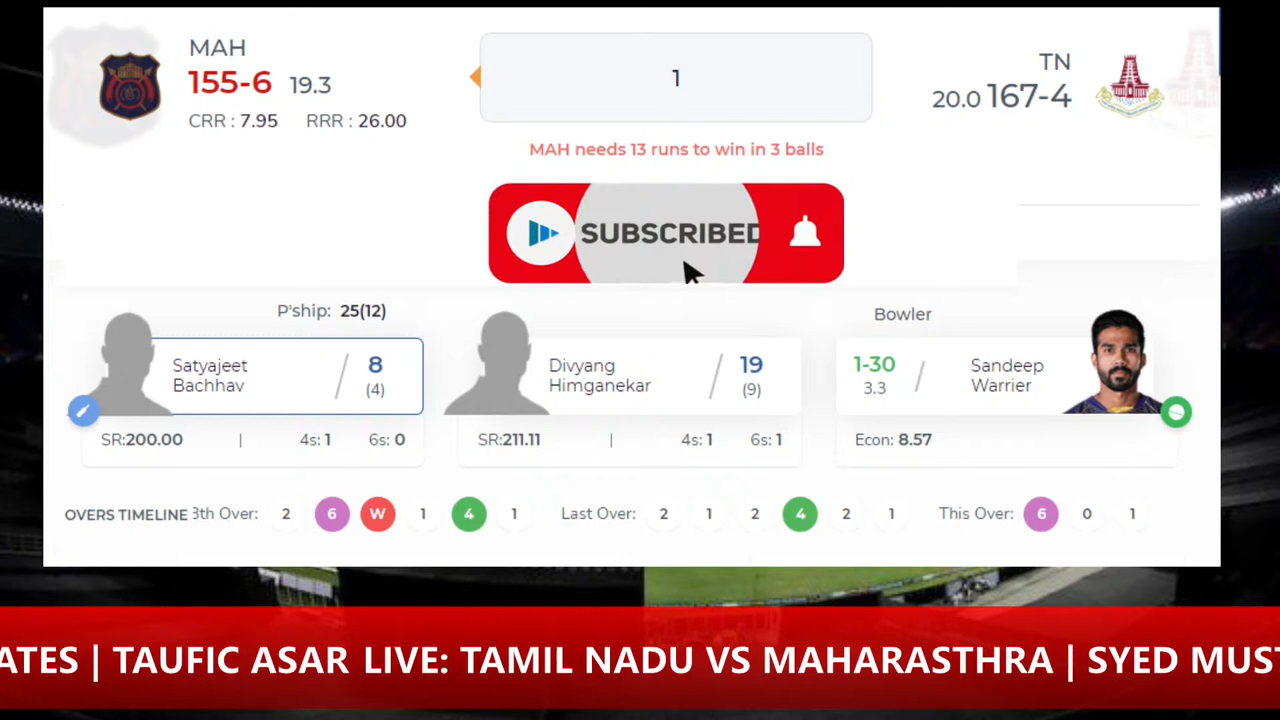 MAH
155-6 19.3
CRR : 7.95 RRR : 26.00
1
TN
20.0 167-4
MAH needs 13 runs to win in 3 balls
SUBSCRIBED
P'ship: 25(12)
Bowler
Satyajeet
Bachhav
8
(4)
Divyang
Himganekar
19
(9)
1-30
3.3
Sandeep
Warrier
SR:200.00 | 4s: 1 6s: 0
SR:211.11 | 4s: 1 6s: 1
Econ: 8.57
OVERS TIMELINE 3th Over: 2 6 W 1 4 1 Last Over: 2 1 2 4 2 1 This Over: 6 0 1
ATES | TAUFIC ASAR LIVE: TAMIL NADU VS MAHARASTHRA | SYED MUST